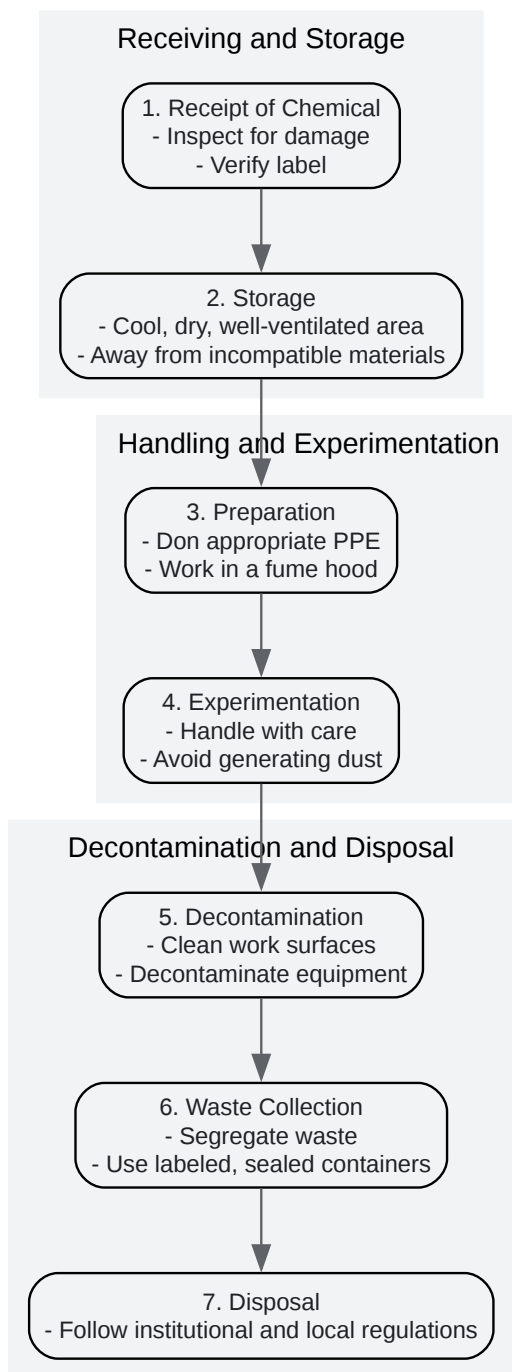 Receiving and Storage
1. Receipt of Chemical
- Inspect for damage
- Verify label
2. Storage
- Cool, dry, well-ventilated area
- Away from incompatible materials
Handling and Experimentation
3. Preparation
- Don appropriate PPE
- Work in a fume hood
4. Experimentation
- Handle with care
- Avoid generating dust
Decontamination and Disposal
5. Decontamination
- Clean work surfaces
- Decontaminate equipment
6. Waste Collection
- Segregate waste
- Use labeled, sealed containers
7. Disposal
- Follow institutional and local regulations